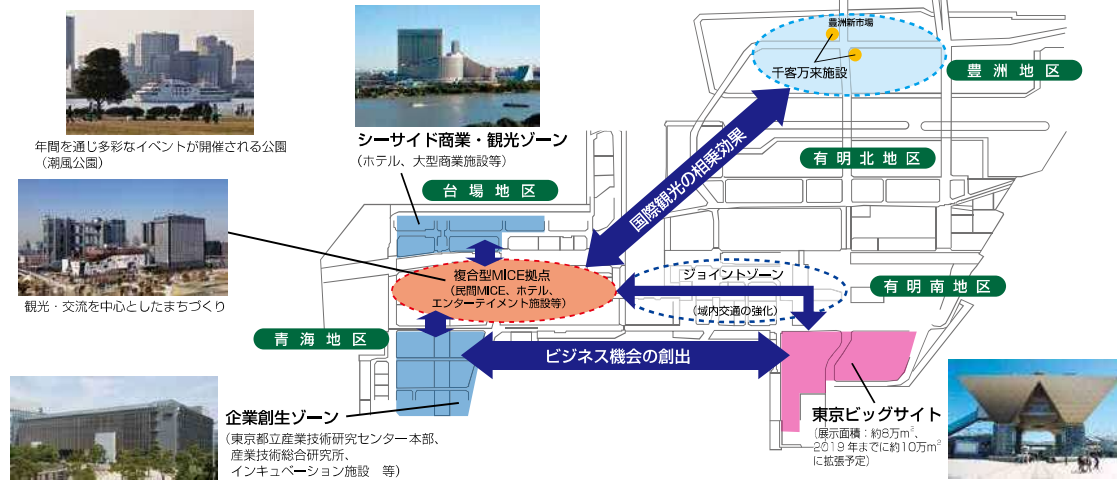 年間を通じ多彩なイベントが開催される公園
(潮風公園)
シーサイド商業・観光ゾーン
(ホテル、大型商業施設等)
豊洲新市場
千客万来施設
豊洲地区
有明北地区
台場地区
国際観光の相乗効果
複合型MICE拠点
(民間MICE、ホテル、
エンターテイメント施設等)
ジョイントゾーン
(域内交通の強化)
有明南地区
観光・交流を中心としたまちづくり
青海地区
ビジネス機会の創出
企業創生ゾーン
(東京都立産業技術研究センター本部、
産業技術総合研究所、
インキュベーション施設 等)
東京ビッグサイト
(展示面積:約8万m²、
2019年までに約10万m²
に拡張予定)